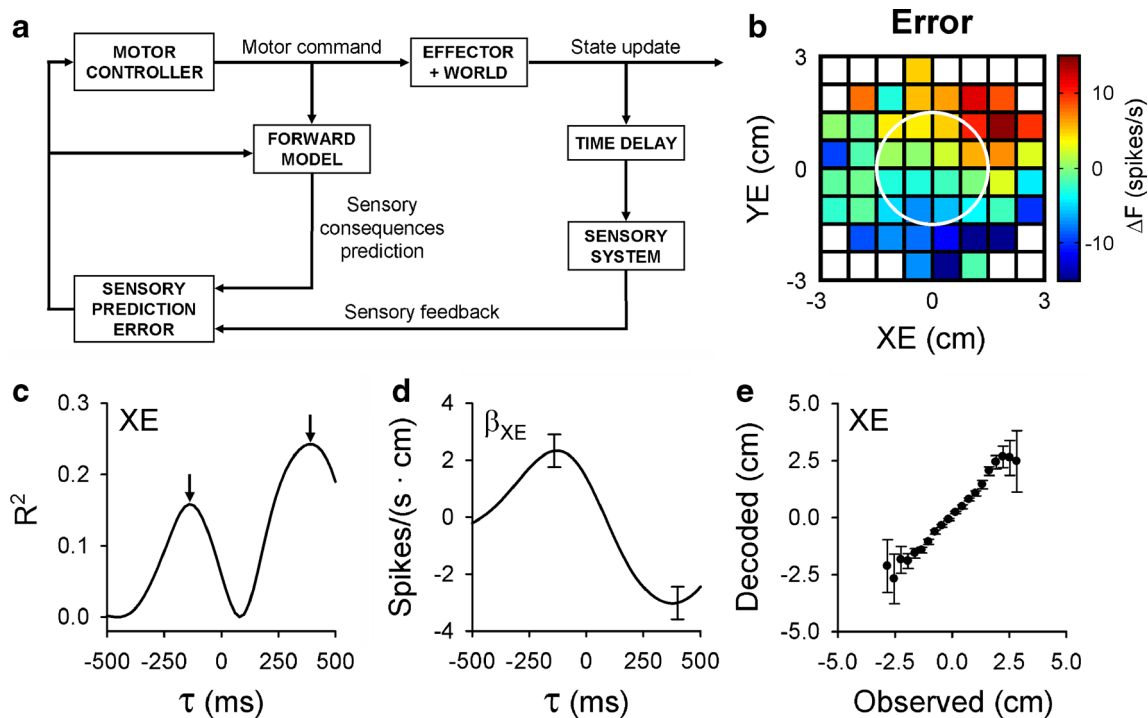 a
MOTOR
CONTROLLER
Motor command
EFFECTOR
+ WORLD
State update
FORWARD
MODEL
TIME DELAY
Sensory
consequences
prediction
SENSORY
SYSTEM
SENSORY
PREDICTION
ERROR
Sensory feedback
b
Error
3
0
-3
YE (cm)
-3
0
3
XE (cm)
10
0
-10
ΔF (spikes/s)
c
XE
0.3
0.2
0.1
0.0
R²
-500
-250
0
250
500
τ (ms)
d
βXE
4
2
0
-2
-4
Spikes/(s · cm)
-500
-250
0
250
500
τ (ms)
e
XE
5.0
2.5
0.0
-2.5
-5.0
Decoded (cm)
-5.0
-2.5
0.0
2.5
5.0
Observed (cm)